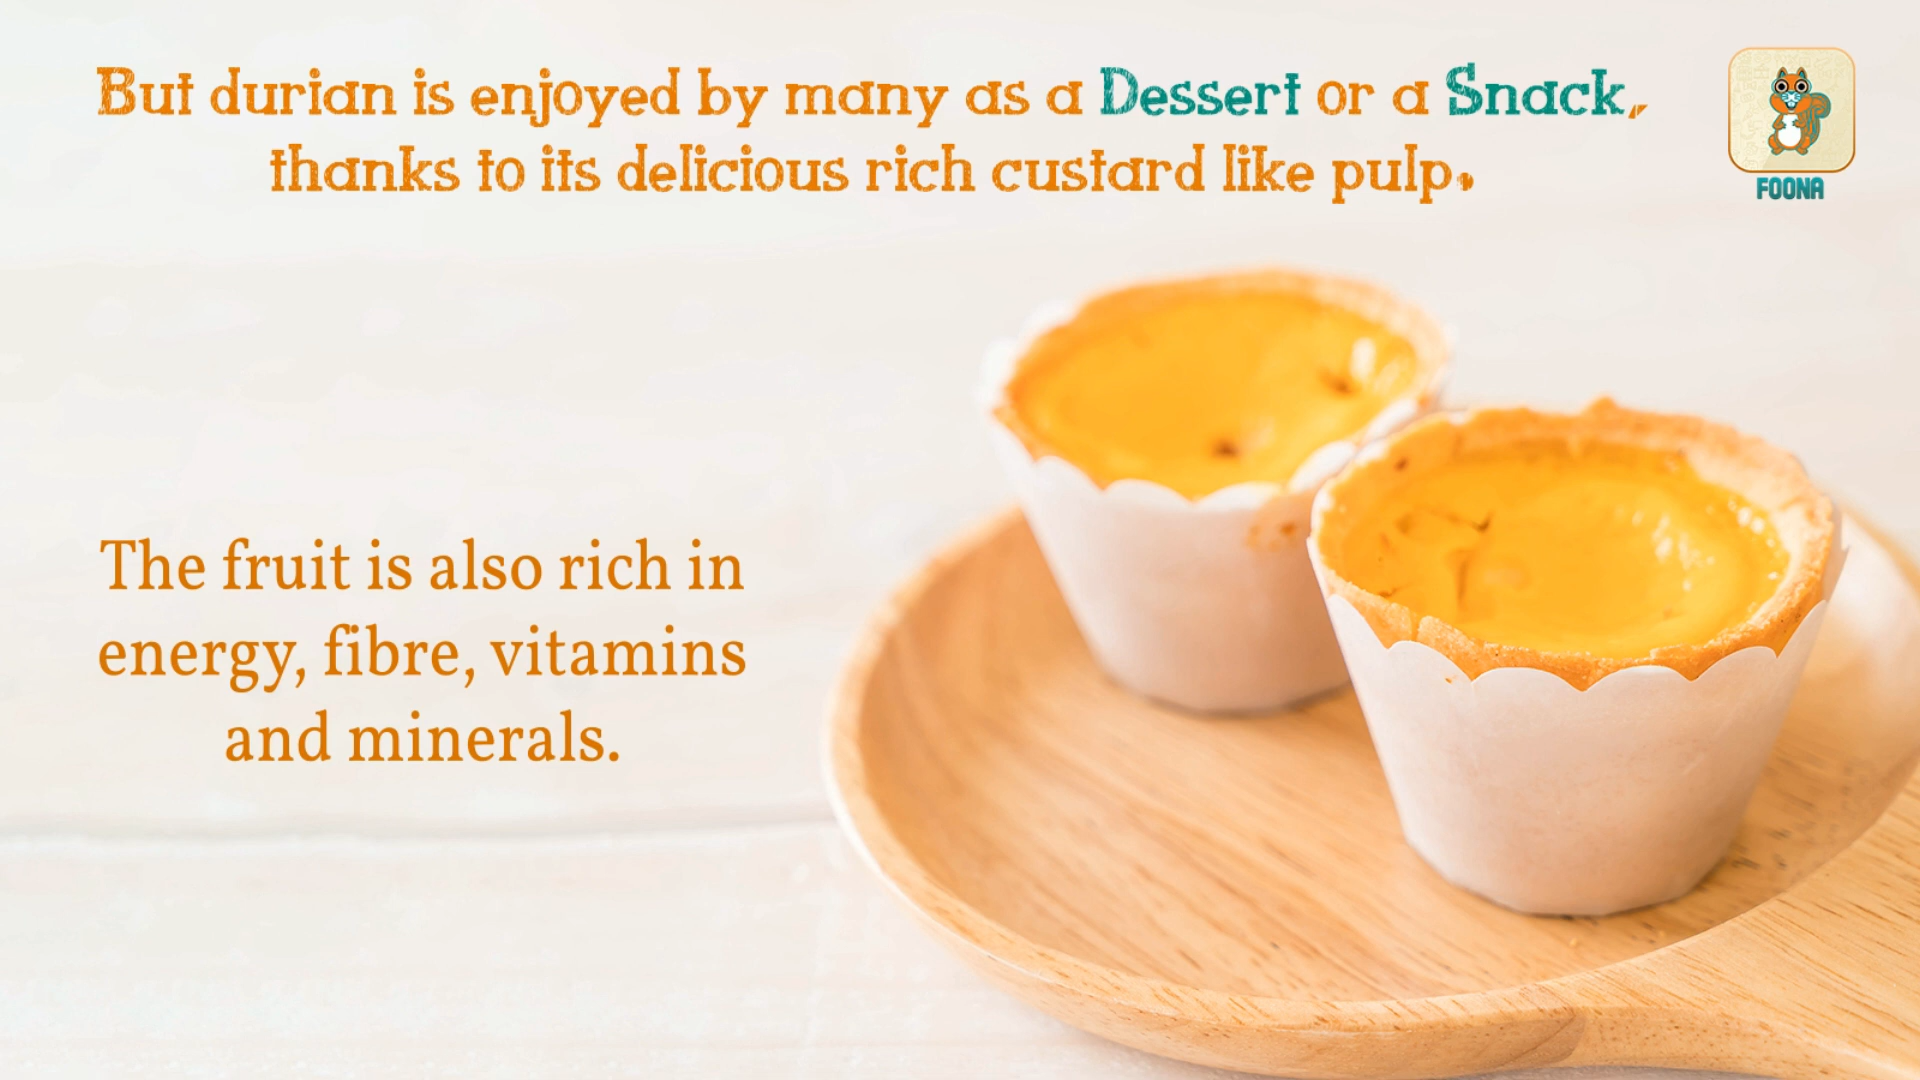 But durian is enjoyed by many as a Dessert or a Snack,
thanks to its delicious rich custard like pulp.
FOONA
The fruit is also rich in
energy, fibre, vitamins
and minerals.